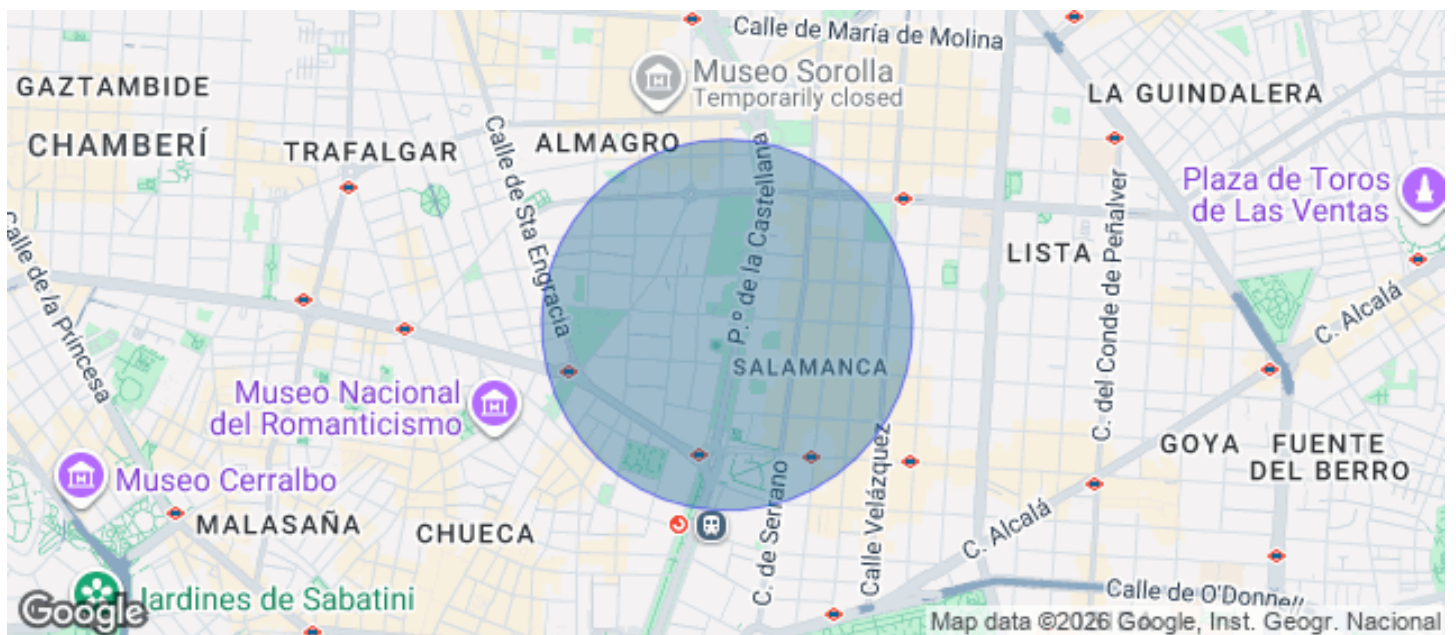 Calle de María de Molina
Museo Sorolla
Temporarily closed
GAZTAMBIDE
LA GUINDALERA
CHAMBERÍ
TRAFALGAR
ALMAGRO
Calle de Sta Engracia
P.º de la Castellana
C. del Conde de Peñalver
Plaza de Toros
de Las Ventas
Calle de la Princesa
LISTA
C. Alcalá
SALAMANCA
Museo Nacional
del Romanticismo
Calle Velázquez
GOYA
FUENTE
DEL BERRO
Museo Cerralbo
C. de Serrano
MALASAÑA
CHUECA
C. Alcalá
Jardines de Sabatini
Calle de O'Donnell
Google
Map data ©2026 Google, Inst. Geogr. Nacional